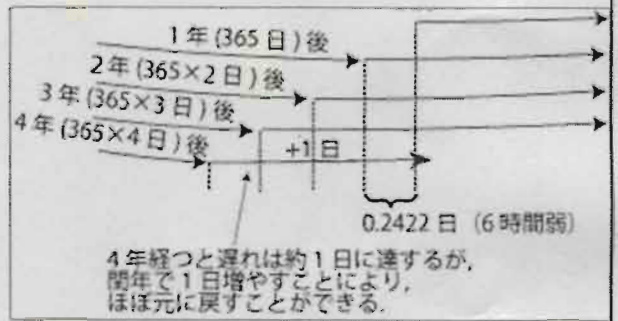 1年(365日)後
2年(365×2日)後
3年(365×3日)後
4年(365×4日)後
+1日
0.2422日（6時間弱）
4年経つと遅れは約1日に達するが，
閏年で1日増やすことにより，
ほぼ元に戻すことができる．